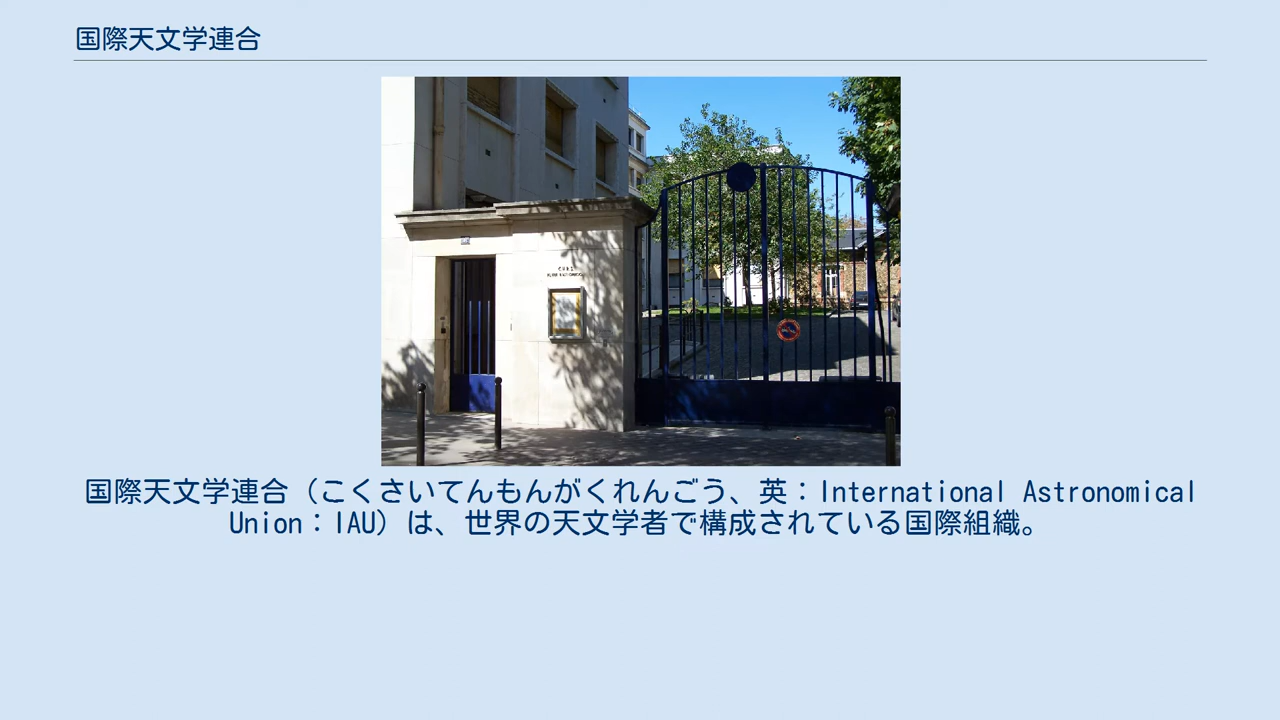 国際天文学連合
国際天文学連合（こくさいてんもんがくれんごう、英：International Astronomical
Union：IAU）は、世界の天文学者で構成されている国際組織。